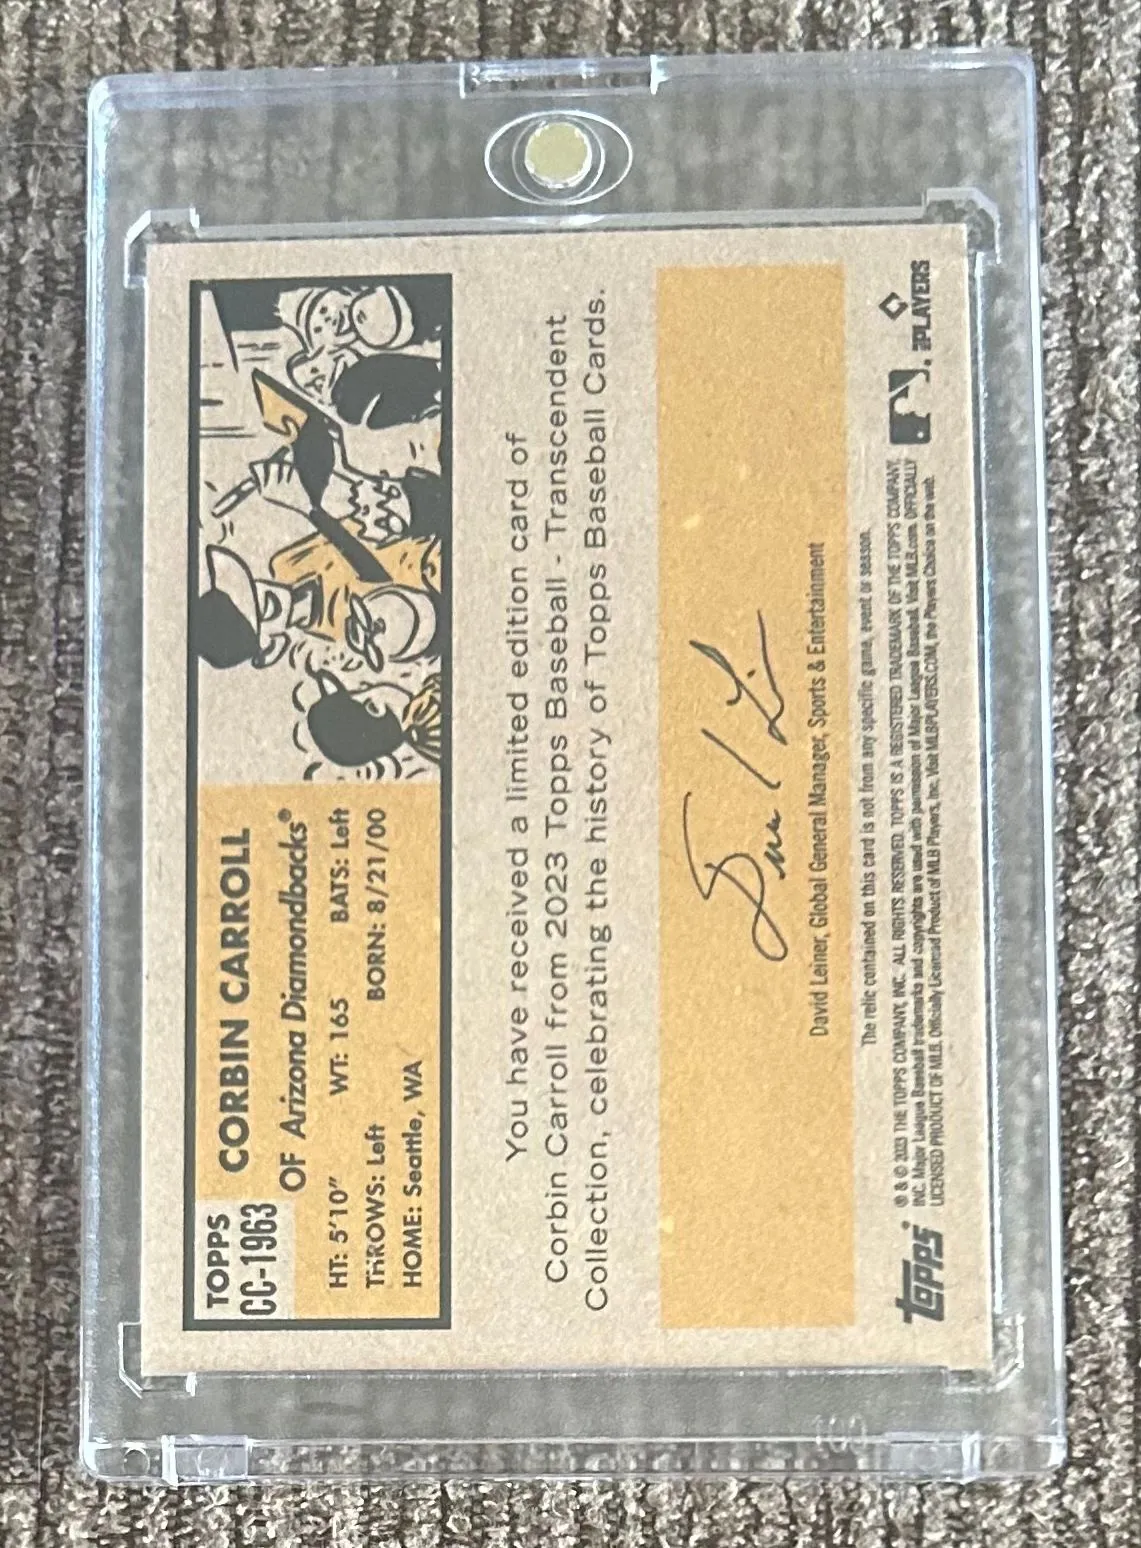 TOPPS
CC-1963
CORBIN CARROLL
OF Arizona Diamondbacks®
HT: 5'10" WT: 165 BATS: Left
THROWS: Left BORN: 8/21/00
HOME: Seattle, WA
You have received a limited edition card of
Corbin Carroll from 2023 Topps Baseball - Transcendent
Collection, celebrating the history of Topps Baseball Cards.
David Leiner, Global General Manager, Sports & Entertainment
The relic contained on this card is not from any specific game, event or season.
® & © 2023 THE TOPPS COMPANY, INC. ALL RIGHTS RESERVED. TOPPS IS A REGISTERED TRADEMARK OF THE TOPPS COMPANY,
INC. Major League Baseball trademarks and copyrights are used with permission of Major League Baseball. Visit MLB.com. OFFICIALLY
LICENSED PRODUCT OF MLB Players, Inc. Visit MLBPLAYERS.COM, the Players Choice on the web.
topps®
PLAYERS